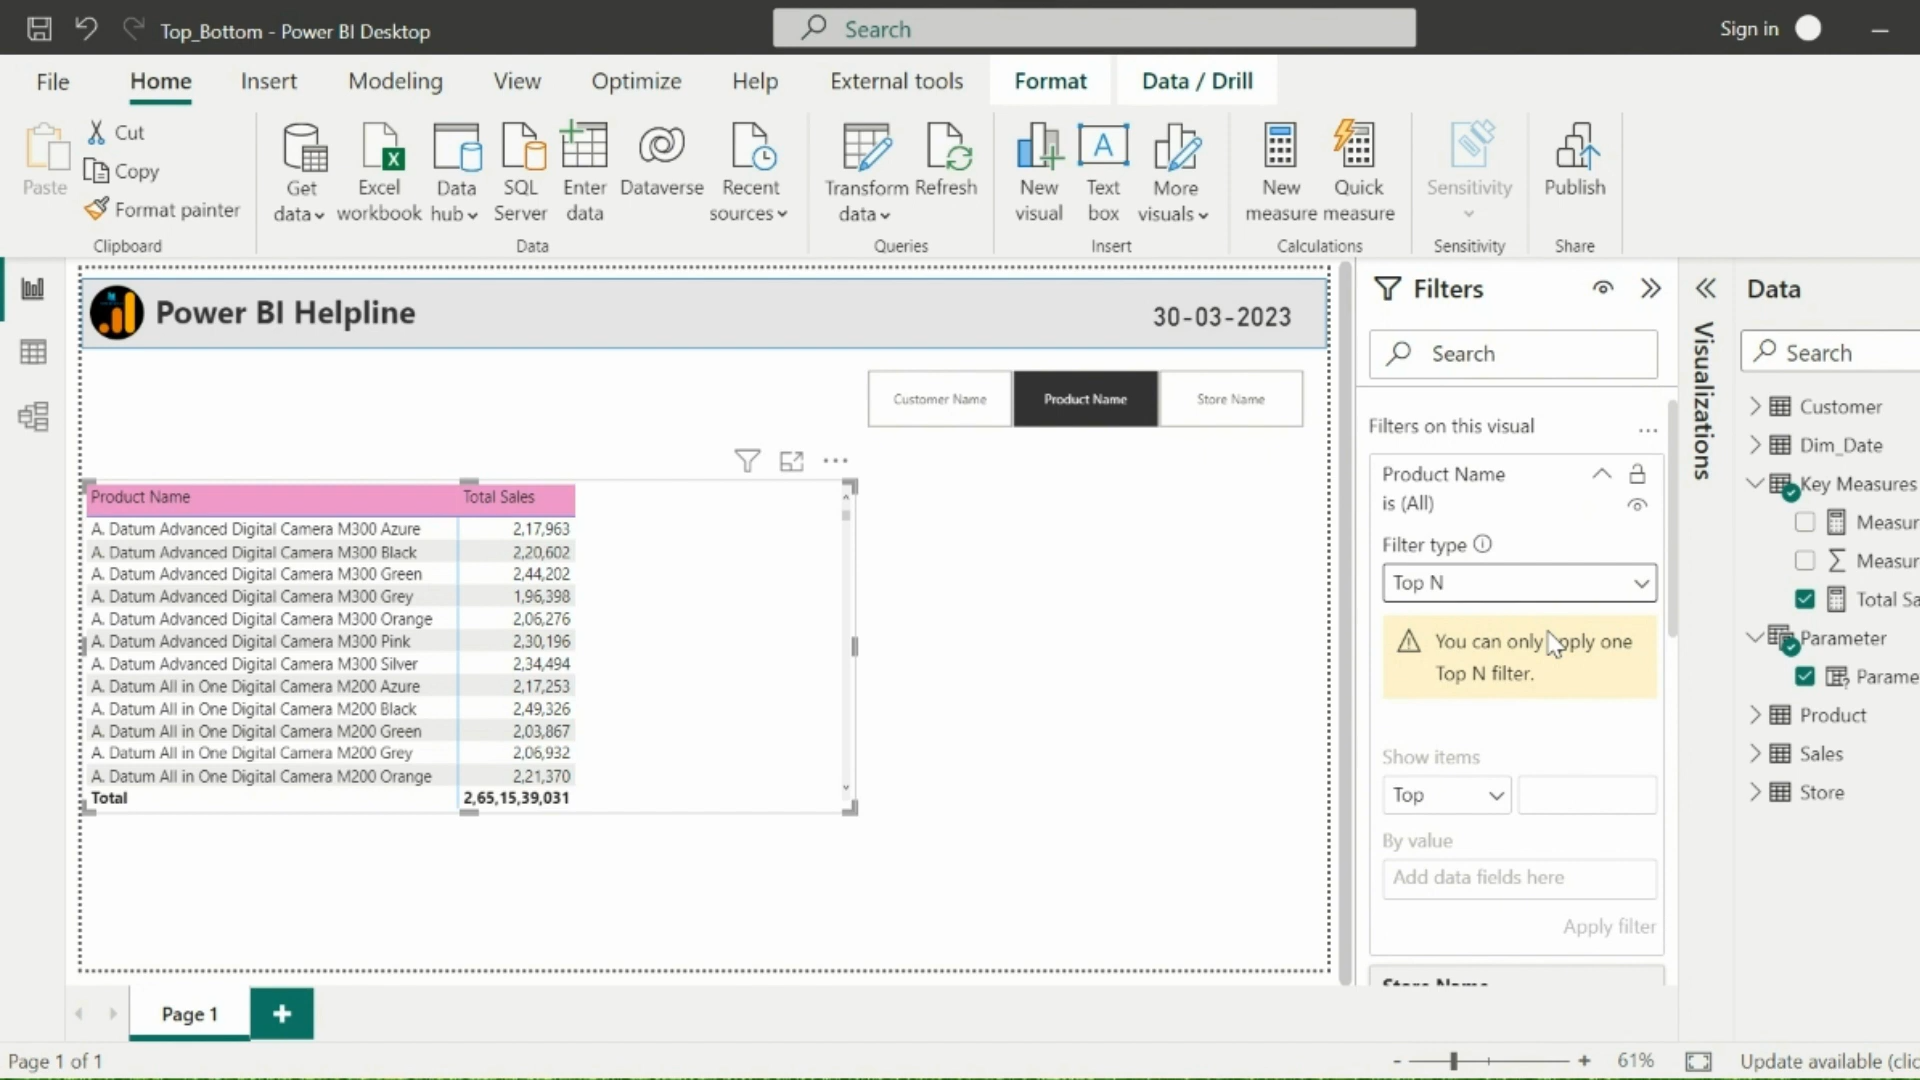 Top_Bottom - Power BI Desktop
Search
Sign in
File Home Insert Modeling View Optimize Help External tools Format Data / Drill
Paste
Cut
Copy
Format painter
Clipboard
Get data
Excel workbook
Data hub
SQL Server
Enter data
Dataverse
Recent sources
Data
Transform data
Refresh
Queries
New visual
Text box
More visuals
Insert
New measure
Quick measure
Calculations
Sensitivity
Sensitivity
Publish
Share
Power BI Helpline
30-03-2023
Customer Name Product Name Store Name
Product Name Total Sales
A. Datum Advanced Digital Camera M300 Azure 2,17,963
A. Datum Advanced Digital Camera M300 Black 2,20,602
A. Datum Advanced Digital Camera M300 Green 2,44,202
A. Datum Advanced Digital Camera M300 Grey 1,96,398
A. Datum Advanced Digital Camera M300 Orange 2,06,276
A. Datum Advanced Digital Camera M300 Pink 2,30,196
A. Datum Advanced Digital Camera M300 Silver 2,34,494
A. Datum All in One Digital Camera M200 Azure 2,17,253
A. Datum All in One Digital Camera M200 Black 2,49,326
A. Datum All in One Digital Camera M200 Green 2,03,867
A. Datum All in One Digital Camera M200 Grey 2,06,932
A. Datum All in One Digital Camera M200 Orange 2,21,370
Total 2,65,15,39,031
Filters
Search
Filters on this visual
Product Name
is (All)
Filter type
Top N
You can only apply one
Top N filter.
Show items
Top
By value
Add data fields here
Apply filter
Visualizations
Data
Search
Customer
Dim_Date
Key Measures
Measur
Measur
Total Sa
Parameter
Parame
Product
Sales
Store
Page 1
Page 1 of 1
61%
Update available (clic